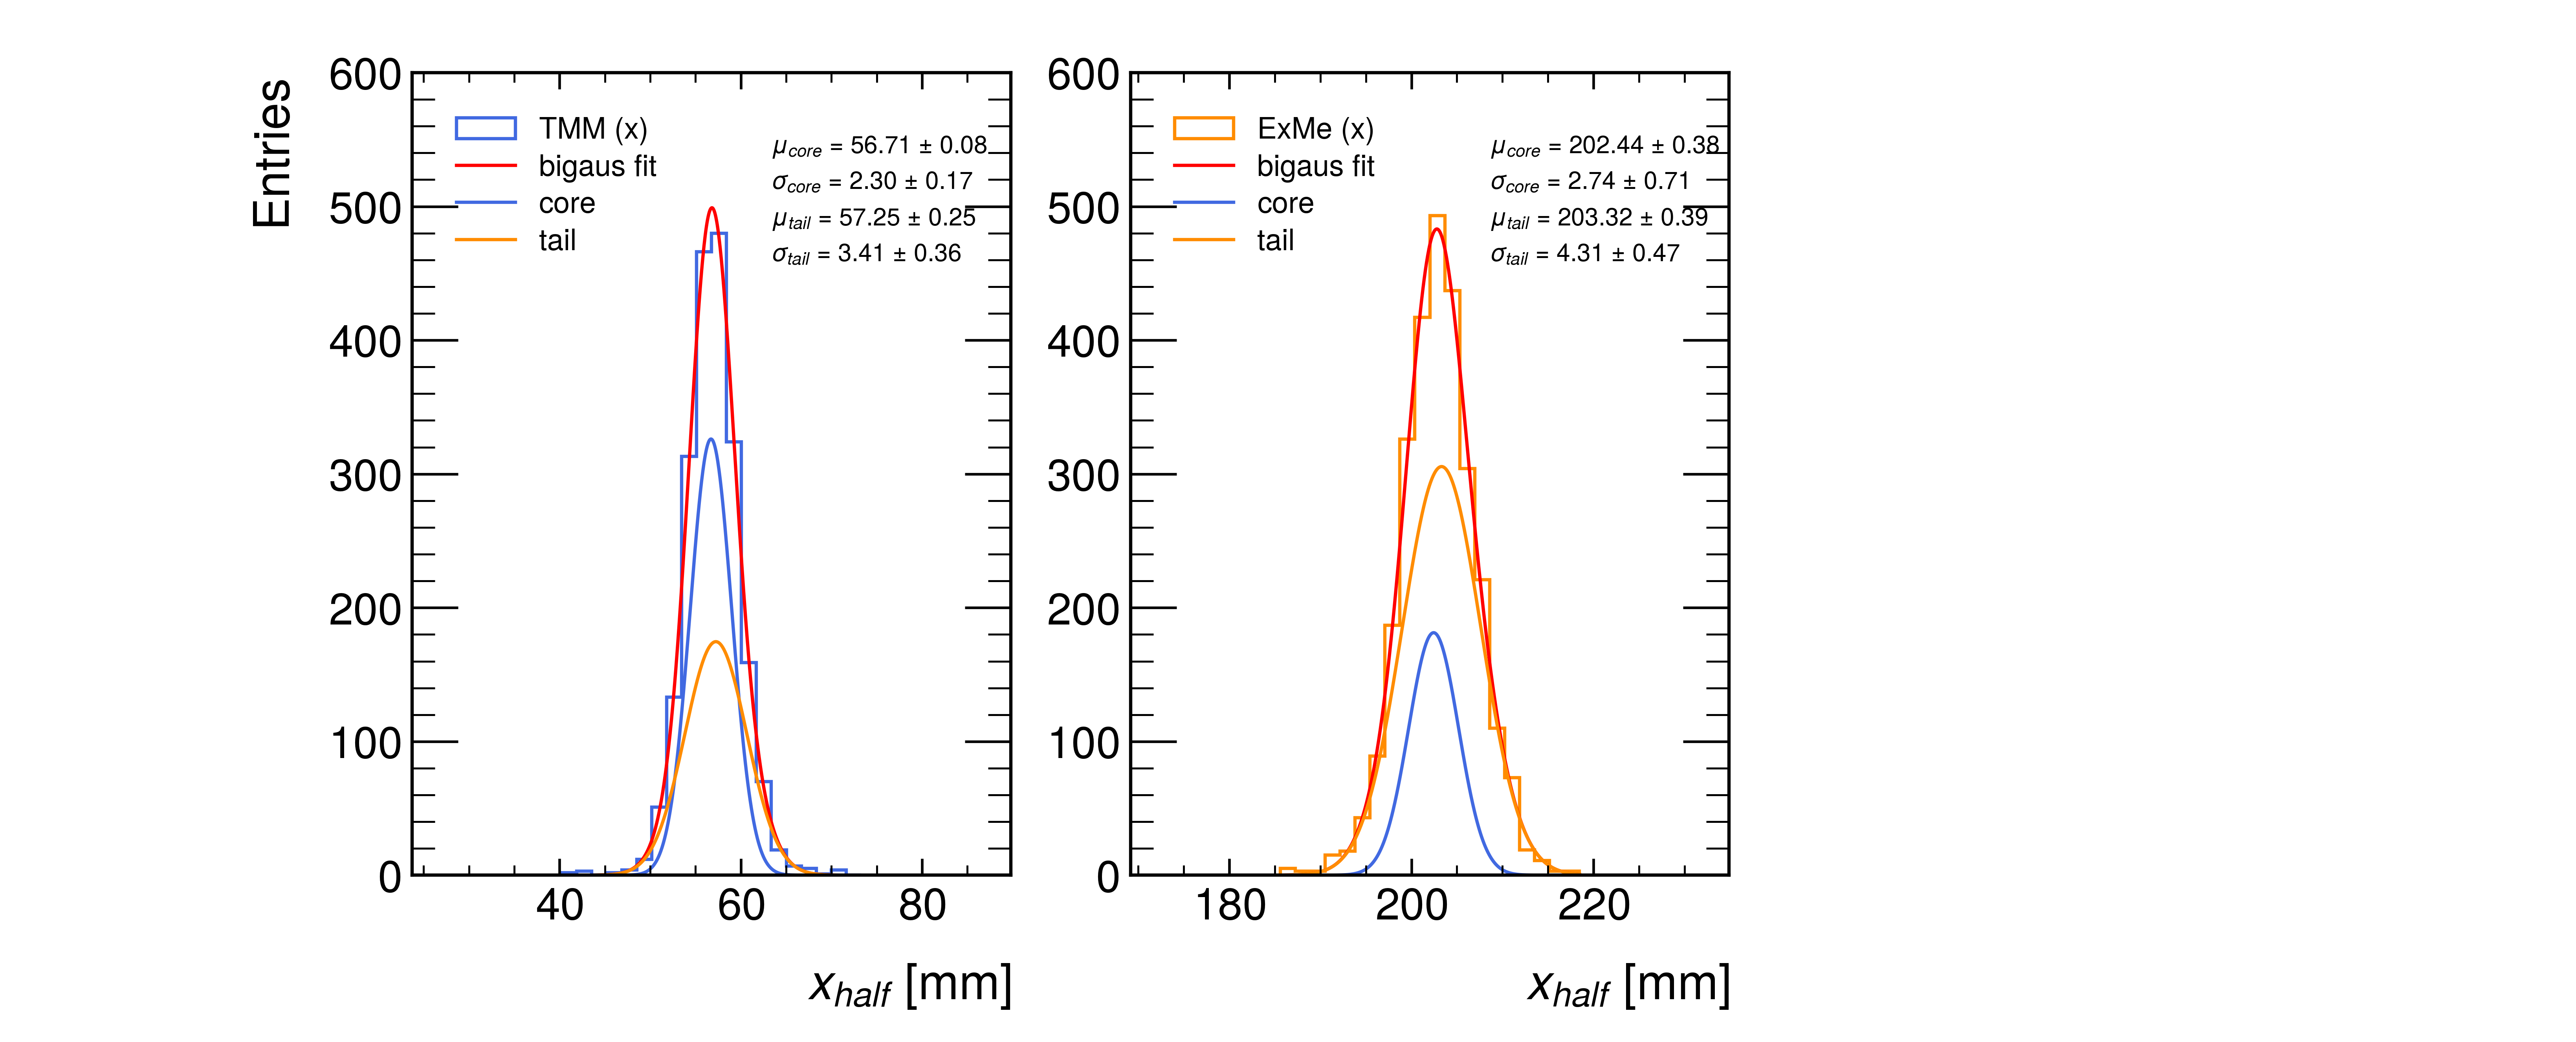 Entries
600
500
400
300
200
100
0
TMM (x)
bigaus fit
core
tail
μcore = 56.71 ± 0.08
σcore = 2.30 ± 0.17
μtail = 57.25 ± 0.25
σtail = 3.41 ± 0.36
40 60 80
xhalf [mm]
600
500
400
300
200
100
0
ExMe (x)
bigaus fit
core
tail
μcore = 202.44 ± 0.38
σcore = 2.74 ± 0.71
μtail = 203.32 ± 0.39
σtail = 4.31 ± 0.47
180 200 220
xhalf [mm]